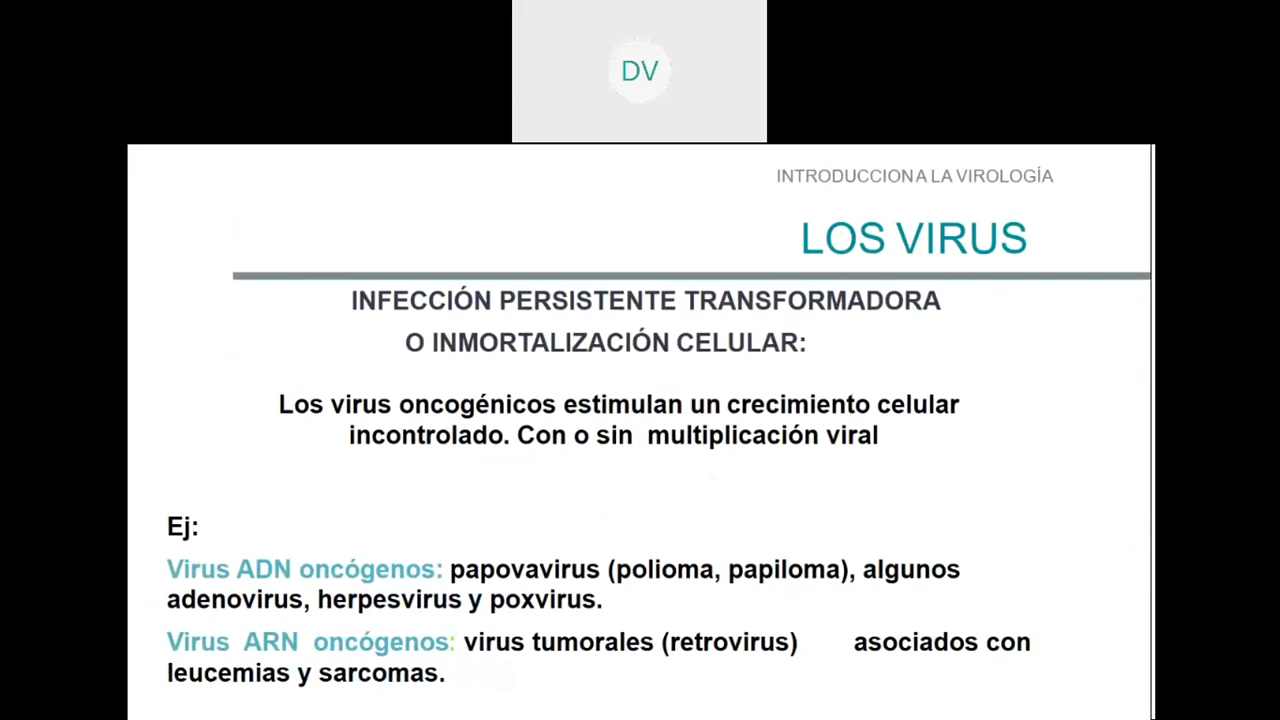 DV
INTRODUCCION A LA VIROLOGÍA
LOS VIRUS
INFECCIÓN PERSISTENTE TRANSFORMADORA
O INMORTALIZACIÓN CELULAR:
Los virus oncogénicos estimulan un crecimiento celular
incontrolado. Con o sin multiplicación viral
Ej:
Virus ADN oncógenos: papovavirus (polioma, papiloma), algunos
adenovirus, herpesvirus y poxvirus.
Virus ARN oncógenos: virus tumorales (retrovirus) asociados con
leucemias y sarcomas.